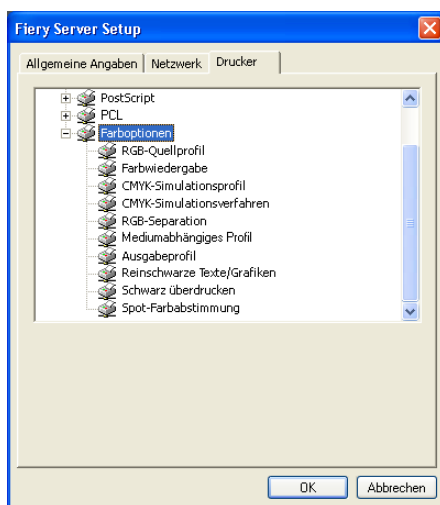 Fiery Server Setup
Allgemeine Angaben Netzwerk Drucker
PostScript
PCL
Farboptionen
RGB-Quellprofil
Farbwiedergabe
CMYK-Simulationsprofil
CMYK-Simulationsverfahren
RGB-Separation
Mediumabhängiges Profil
Ausgabeprofil
Reinschwarze Texte/Grafiken
Schwarz überdrucken
Spot-Farbabstimmung
OK Abbrechen